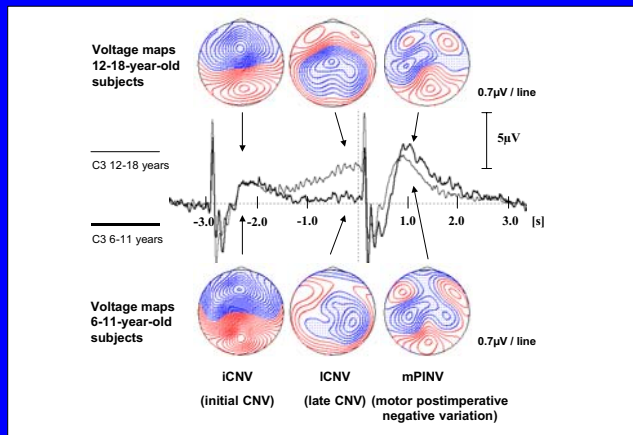 Voltage maps
12-18-year-old
subjects
0.7µV / line
5µV
C3 12-18 years
-3.0 -2.0 -1.0 1.0 2.0 3.0 [s]
C3 6-11 years
Voltage maps
6-11-year-old
subjects
0.7µV / line
iCNV lCNV mPINV
(initial CNV) (late CNV) (motor postimperative
negative variation)